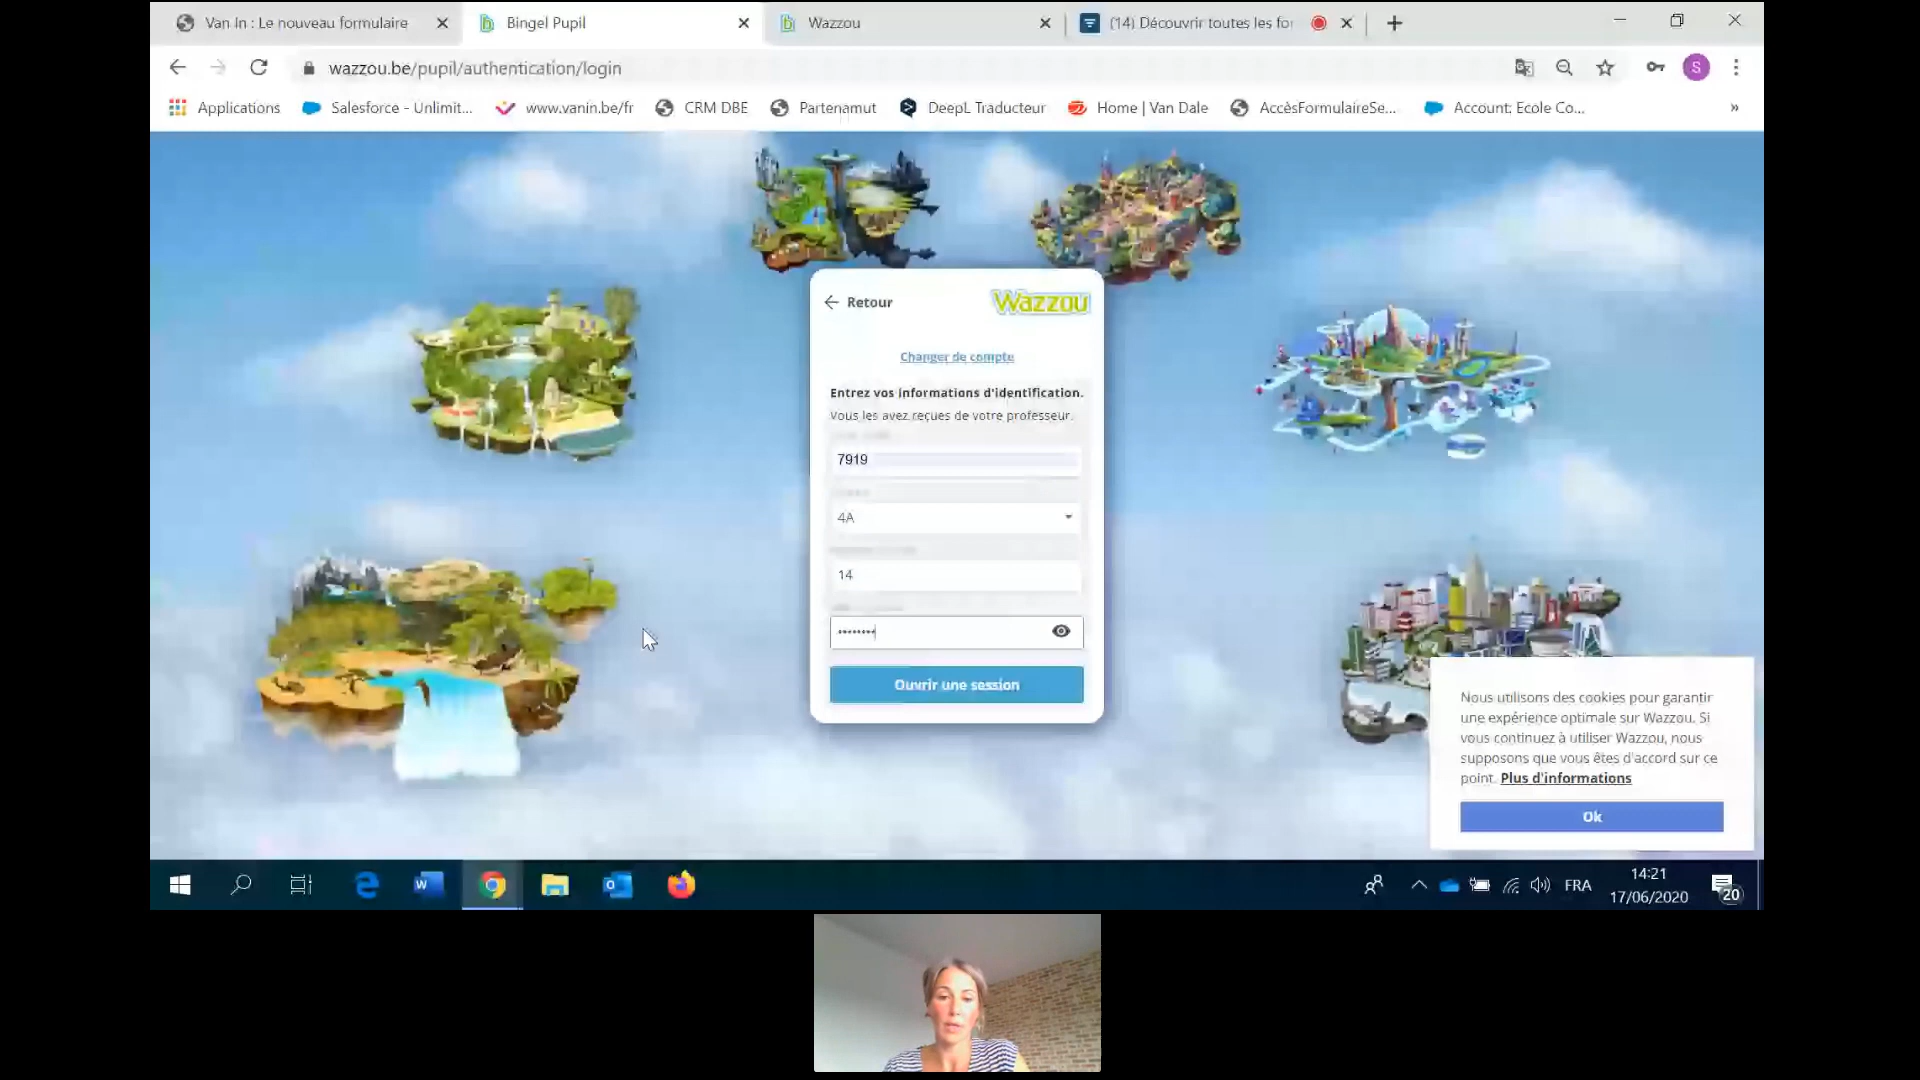 Van In : Le nouveau formulaire
Bingel Pupil
Wazzou
(14) Découvrir toutes les for
wazzou.be/pupil/authentication/login
S
Applications
Salesforce - Unlimit...
www.vanin.be/fr
CRM DBE
Partenamut
DeepL Traducteur
Home | Van Dale
AccèsFormulaireSe...
Account: Ecole Co...
»
Retour
Wazzou
Changer de compte
Entrez vos informations d'identification.
Vous les avez reçues de votre professeur.
7919
4A
14
••••••••
Ouvrir une session
Nous utilisons des cookies pour garantir
une expérience optimale sur Wazzou. Si
vous continuez à utiliser Wazzou, nous
supposons que vous êtes d'accord sur ce
point. Plus d'informations
Ok
FRA
14:21
17/06/2020
20